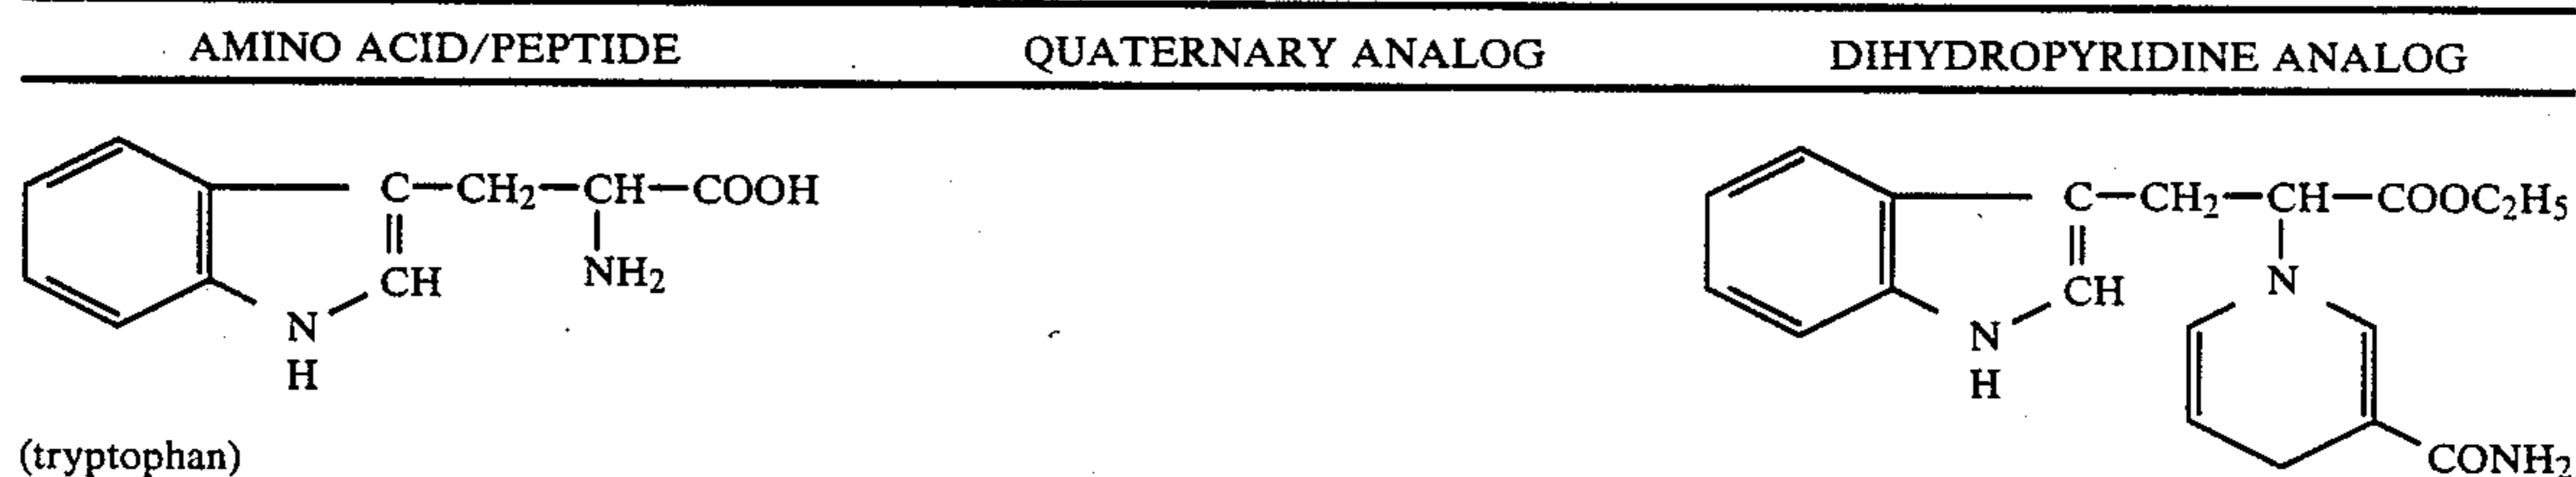 AMINO ACID/PEPTIDE QUATERNARY ANALOG DIHYDROPYRIDINE ANALOG
C—CH₂—CH—COOH C—CH₂—CH—COOC₂H₅
CH NH₂ CH N
N N
H H
(tryptophan) CONH₂